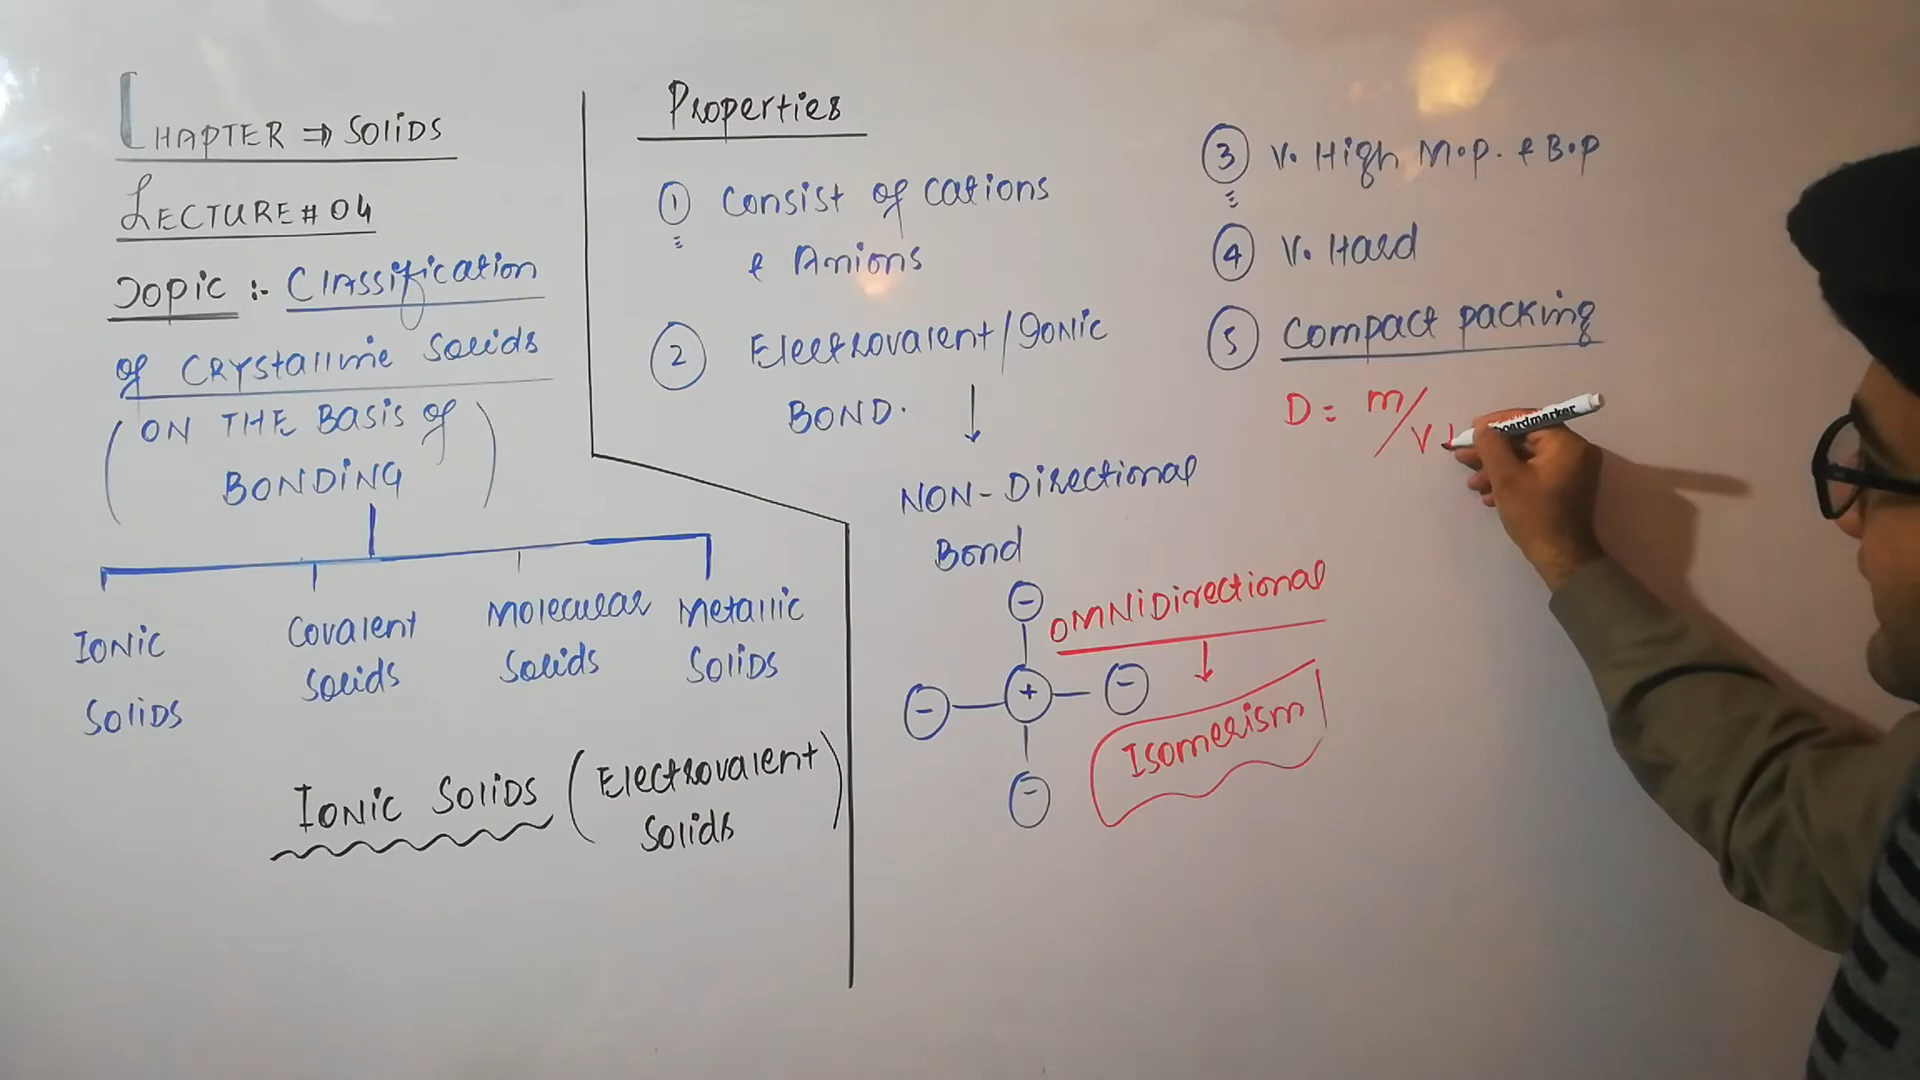 CHAPTER ⇒ SOLIDS
LECTURE # 04
Topic :- Classification
of Crystalline Solids
(ON THE BASIS of
BONDING)
IONIC
SOLIDS
Covalent
Solids
Molecular
Solids
Metallic
SOLIDS
IONIC SOLIDS (Electrovalent
Solids)
Properties
① Consist of Cations
& Anions
② Electrovalent/Ionic
BOND.
↓
NON-Directional
Bond
−
− + −
−
OMNIDirectional
↓
Isomerism
③ V. High M.P. & B.P
④ V. Hard
⑤ Compact packing
D = m/V ↓
boardmarker